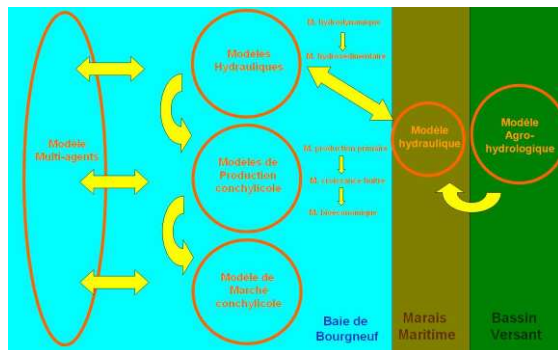 Modèle
Multi-agents
Modèles
Hydrauliques
M. hydrodynamique
M. hydrosédimentaire
Modèles de
Production
conchylicole
M. production primaire
M. croissance huître
M. bioéconomique
Modèle de
Marche
conchylicole
Modèle
hydraulique
Modèle
Agro-
hydrologique
Baie de
Bourgneuf
Marais
Maritime
Bassin
Versant